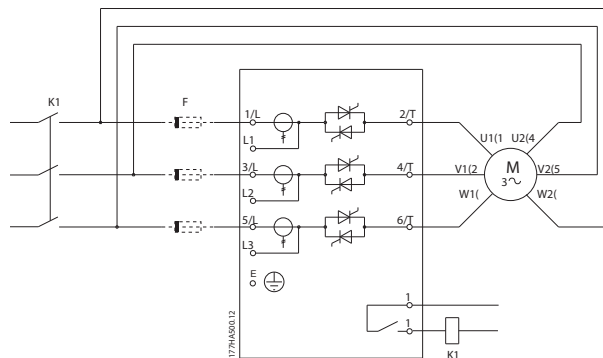 K1
F
1/L
2/T
L1
U1(1
U2(4
3/L
4/T
V1(2
M
3
V2(5
L2
W1(
W2(
5/L
6/T
L3
E
177HA500.12
1
1
K1